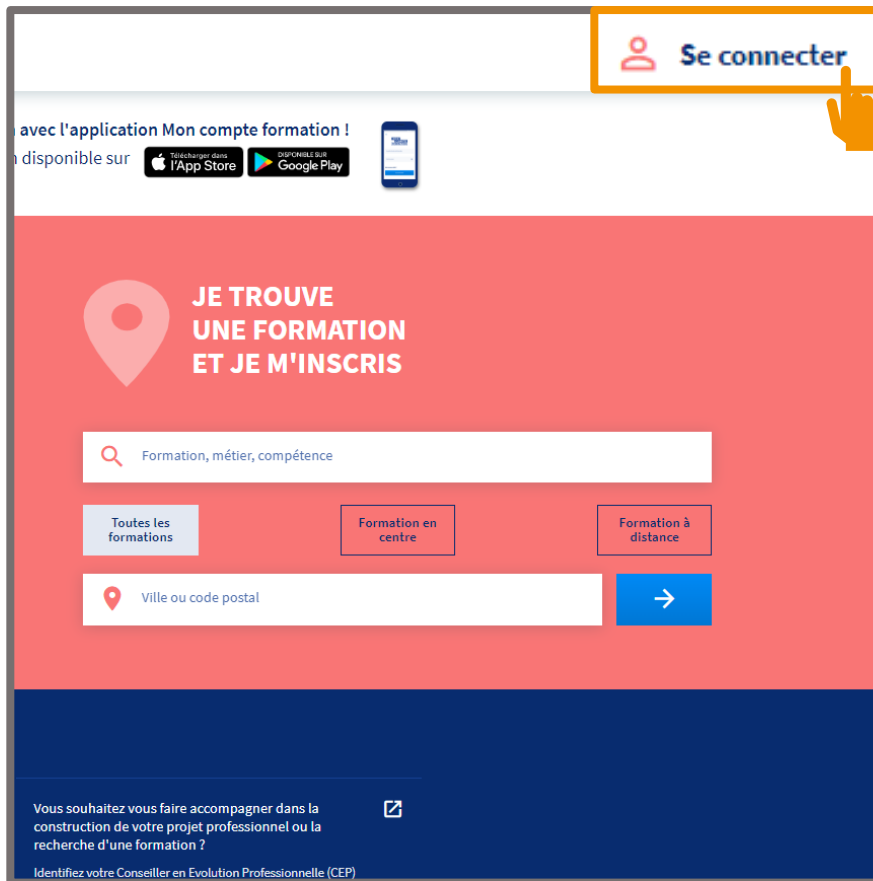 Se connecter
avec l'application Mon compte formation !
disponible sur
Télécharger dans
l'App Store
DISPONIBLE SUR
Google Play
JE TROUVE
UNE FORMATION
ET JE M'INSCRIS
Formation, métier, compétence
Toutes les
formations
Formation en
centre
Formation à
distance
Ville ou code postal
Vous souhaitez vous faire accompagner dans la
construction de votre projet professionnel ou la
recherche d'une formation ?
Identifiez votre Conseiller en Evolution Professionnelle (CEP)